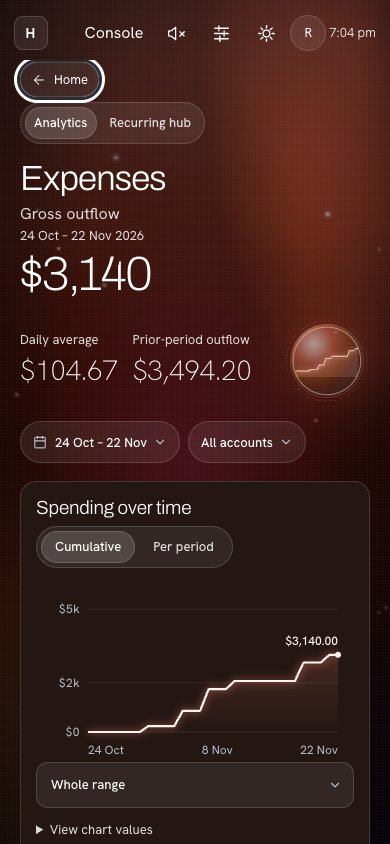 H Console R 7:04 pm
Home
Analytics Recurring hub
Expenses
Gross outflow
24 Oct – 22 Nov 2026
$3,140
Daily average Prior-period outflow
$104.67 $3,494.20
24 Oct – 22 Nov All accounts
Spending over time
Cumulative Per period
$5k
$3,140.00
$2k
$0
24 Oct 8 Nov 22 Nov
Whole range
View chart values